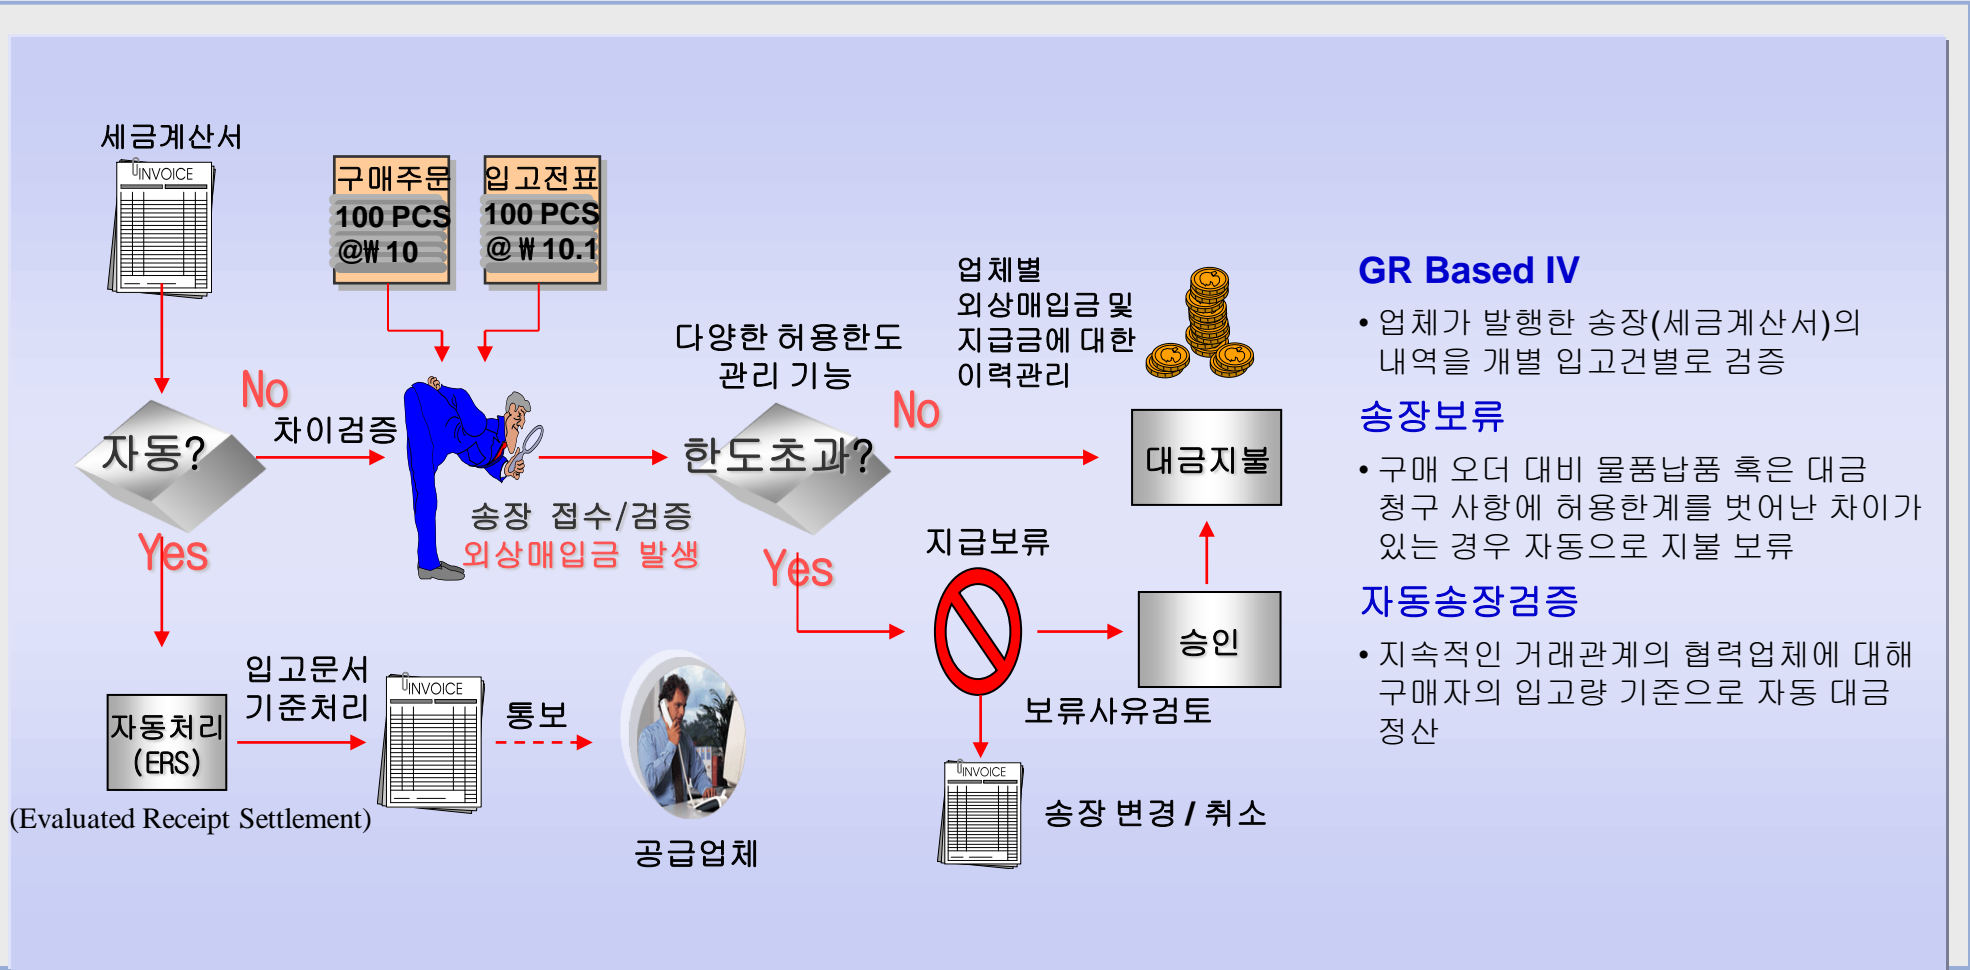 세금계산서
INVOICE
구매주문
100 PCS
@₩ 10
입고전표
100 PCS
@ ₩ 10.1
자동?
No
차이검증
Yes
송장 접수/검증
외상매입금 발생
다양한 허용한도
관리 기능
한도초과?
No
Yes
업체별
외상매입금 및
지급금에 대한
이력관리
대금지불
지급보류
승인
보류사유검토
INVOICE
송장 변경 / 취소
자동처리
(ERS)
(Evaluated Receipt Settlement)
입고문서
기준처리
INVOICE
통보
공급업체
GR Based IV
• 업체가 발행한 송장(세금계산서)의
내역을 개별 입고건별로 검증
송장보류
• 구매 오더 대비 물품납품 혹은 대금
청구 사항에 허용한계를 벗어난 차이가
있는 경우 자동으로 지불 보류
자동송장검증
• 지속적인 거래관계의 협력업체에 대해
구매자의 입고량 기준으로 자동 대금
정산